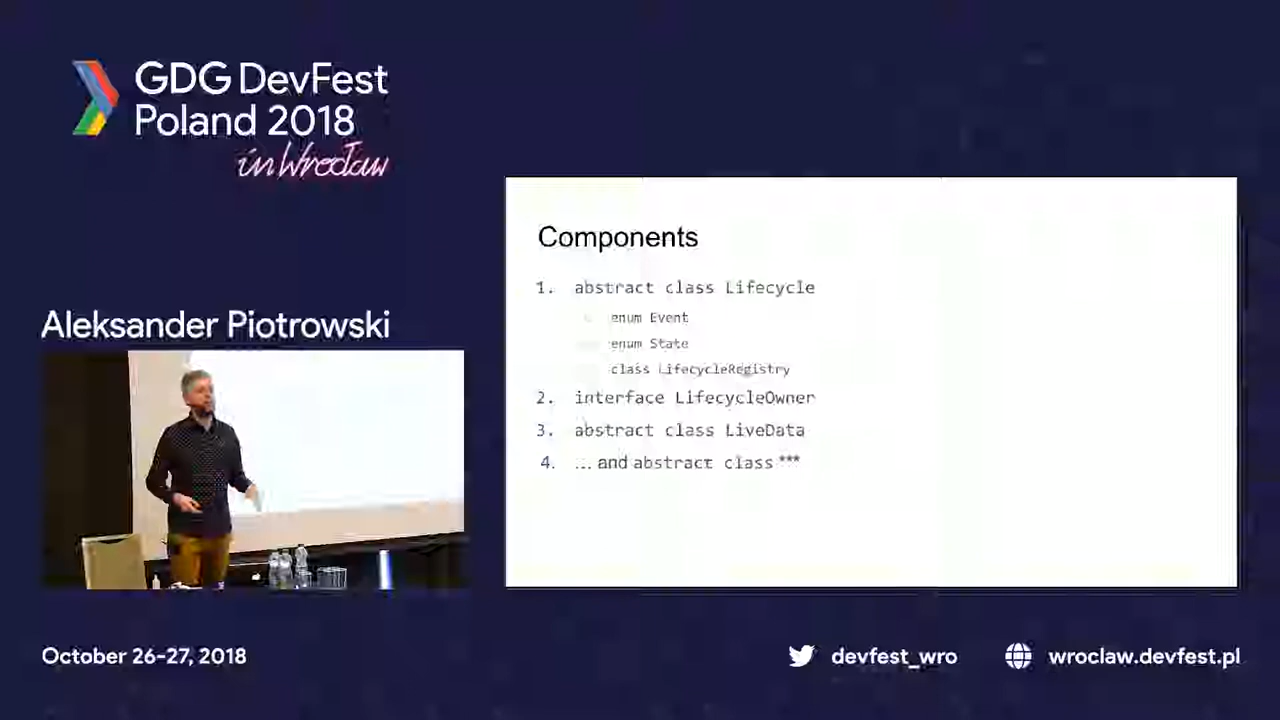 GDG DevFest
Poland 2018
in Wrocław
Aleksander Piotrowski
Components
1. abstract class Lifecycle
enum Event
enum State
class LifecycleRegistry
2. interface LifecycleOwner
3. abstract class LiveData
4. ... and abstract class ***
October 26-27, 2018
devfest_wro
wroclaw.devfest.pl